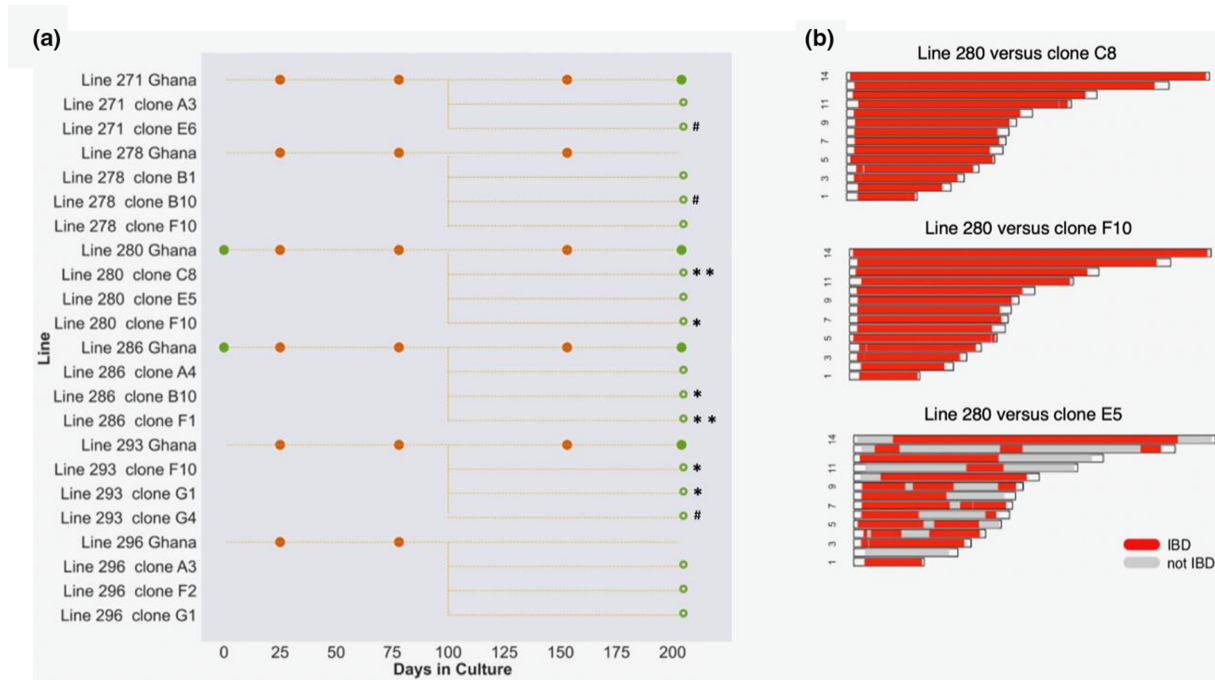 (a)
Line 271 Ghana
Line 271 clone A3
Line 271 clone E6 #
Line 278 Ghana
Line 278 clone B1
Line 278 clone B10 #
Line 278 clone F10
Line 280 Ghana
Line 280 clone C8 * *
Line 280 clone E5
Line 280 clone F10 *
Line 286 Ghana
Line 286 clone A4
Line 286 clone B10 *
Line 286 clone F1 * *
Line 293 Ghana
Line 293 clone F10 *
Line 293 clone G1 *
Line 293 clone G4 #
Line 296 Ghana
Line 296 clone A3
Line 296 clone F2
Line 296 clone G1
Line
0 25 50 75 100 125 150 175 200
Days in Culture
(b)
Line 280 versus clone C8
14
11
9
7
5
3
1
Line 280 versus clone F10
14
11
9
7
5
3
1
Line 280 versus clone E5
14
11
9
7
5
3
1
IBD
not IBD